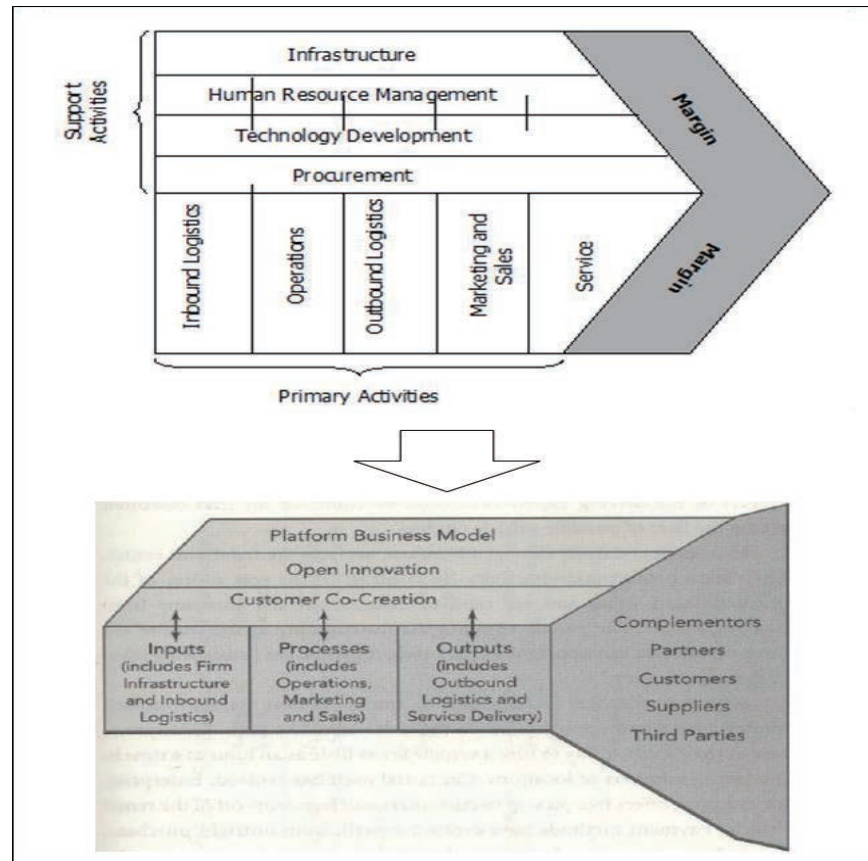 Infrastructure
Human Resource Management
Technology Development
Procurement
Support
Activities
Inbound Logistics
Operations
Outbound Logistics
Marketing and
Sales
Service
Margin
Margin
Primary Activities
Platform Business Model
Open Innovation
Customer Co-Creation
Inputs
(includes Firm
Infrastructure
and Inbound
Logistics)
Processes
(includes
Operations,
Marketing
and Sales)
Outputs
(includes
Outbound
Logistics and
Service Delivery)
Complementors
Partners
Customers
Suppliers
Third Parties